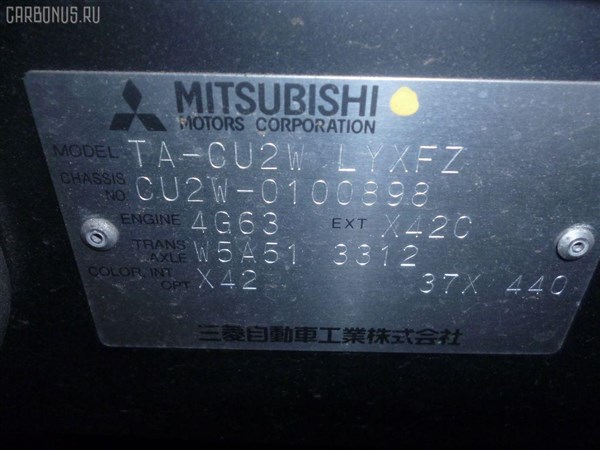 CARBONUS.RU
MITSUBISHI
MOTORS CORPORATION
MODEL TA-CU2W LYXFZ
CHASSIS NO CU2W-0100898
ENGINE 4G63 EXT X42C
TRANS AXLE W5A51 3312
COLOR, INT OPT X42 37X 440
三菱自動車工業株式会社